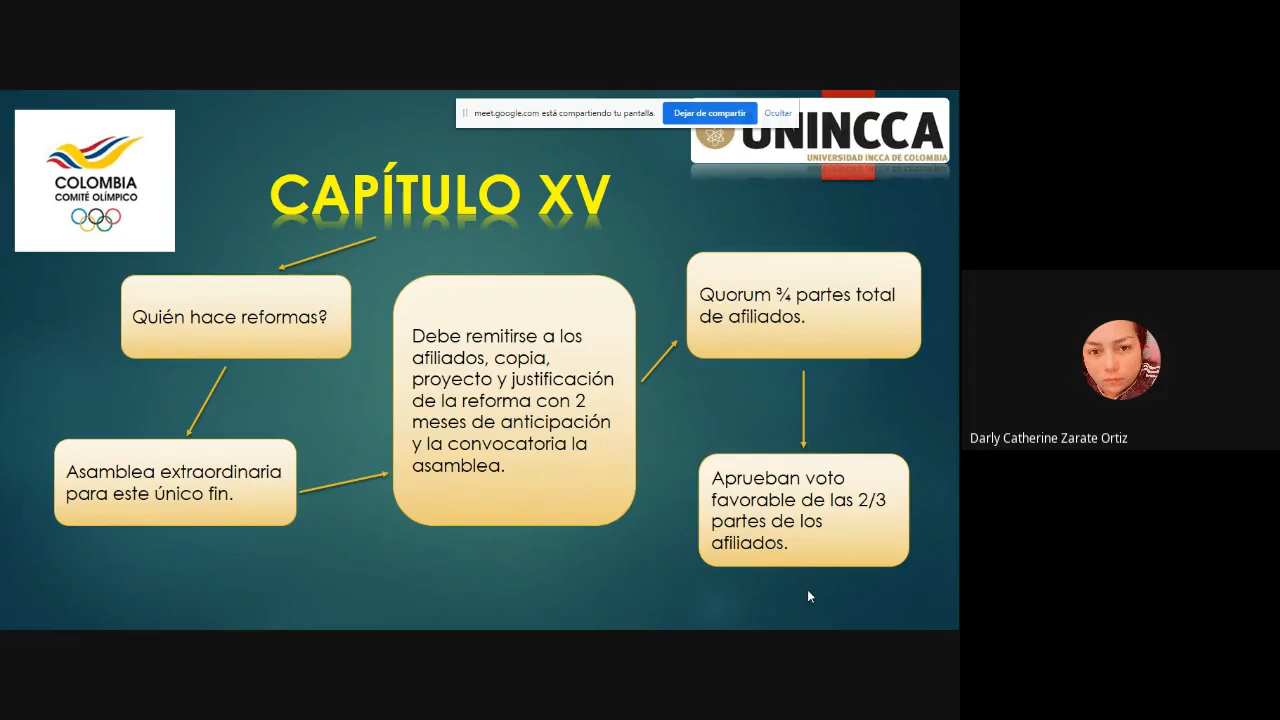 meet.google.com está compartiendo tu pantalla.
Dejar de compartir
Ocultar
COLOMBIA
COMITÉ OLÍMPICO
UNINCCA
UNIVERSIDAD INCCA DE COLOMBIA
CAPÍTULO XV
Quién hace reformas?
Asamblea extraordinaria
para este único fin.
Debe remitirse a los
afiliados, copia,
proyecto y justificación
de la reforma con 2
meses de anticipación
y la convocatoria la
asamblea.
Quorum ¾ partes total
de afiliados.
Aprueban voto
favorable de las 2/3
partes de los
afiliados.
Darly Catherine Zarate Ortiz